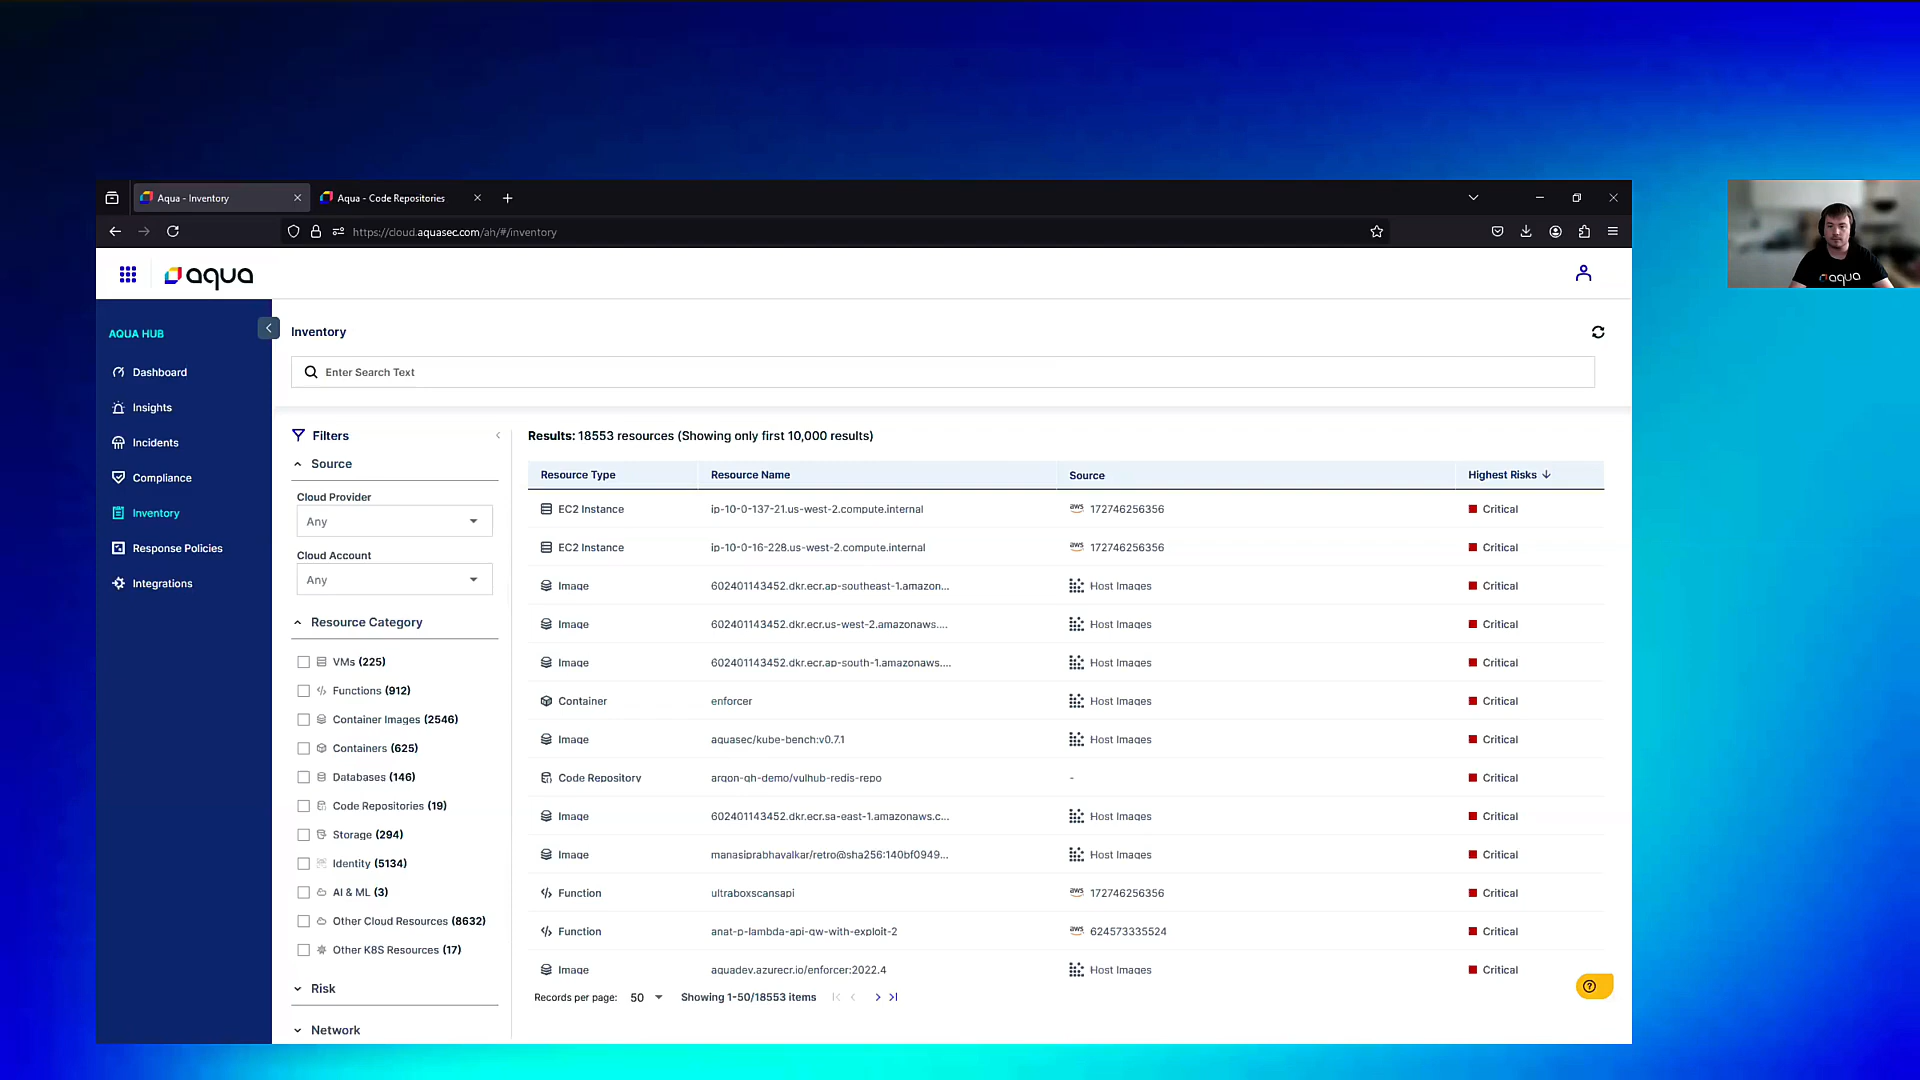 Aqua - Inventory
Aqua - Code Repositories
https://cloud.aquasec.com/ah/#/inventory
aqua
AQUA HUB
Dashboard
Insights
Incidents
Compliance
Inventory
Response Policies
Integrations
Inventory
Enter Search Text
Filters
Source
Cloud Provider
Any
Cloud Account
Any
Resource Category
VMs (225)
Functions (912)
Container Images (2546)
Containers (625)
Databases (146)
Code Repositories (19)
Storage (294)
Identity (5134)
AI & ML (3)
Other Cloud Resources (8632)
Other K8S Resources (17)
Risk
Network
Results: 18553 resources (Showing only first 10,000 results)
Resource Type Resource Name Source Highest Risks
EC2 Instance ip-10-0-137-21.us-west-2.compute.internal aws 172746256356 Critical
EC2 Instance ip-10-0-16-228.us-west-2.compute.internal aws 172746256356 Critical
Image 602401143452.dkr.ecr.ap-southeast-1.amazon... Host Images Critical
Image 602401143452.dkr.ecr.us-west-2.amazonaws.... Host Images Critical
Image 602401143452.dkr.ecr.ap-south-1.amazonaws.... Host Images Critical
Container enforcer Host Images Critical
Image aquasec/kube-bench:v0.7.1 Host Images Critical
Code Repository argon-gh-demo/vulhub-redis-repo - Critical
Image 602401143452.dkr.ecr.sa-east-1.amazonaws.c... Host Images Critical
Image manasiprabhavalkar/retro@sha256:140bf0949... Host Images Critical
Function ultraboxscansapi aws 172746256356 Critical
Function anat-p-lambda-api-gw-with-exploit-2 aws 624573335524 Critical
Image aquadev.azurecr.io/enforcer:2022.4 Host Images Critical
Records per page: 50 Showing 1-50/18553 items
aqua